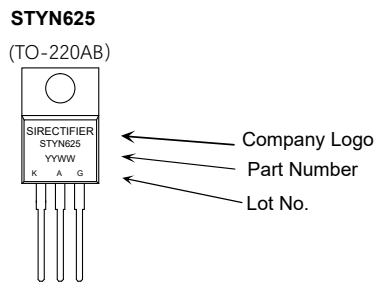 STYN625
(TO-220AB)
SIRECTIFIER
STYN625
YYWW
K A G
Company Logo
Part Number
Lot No.